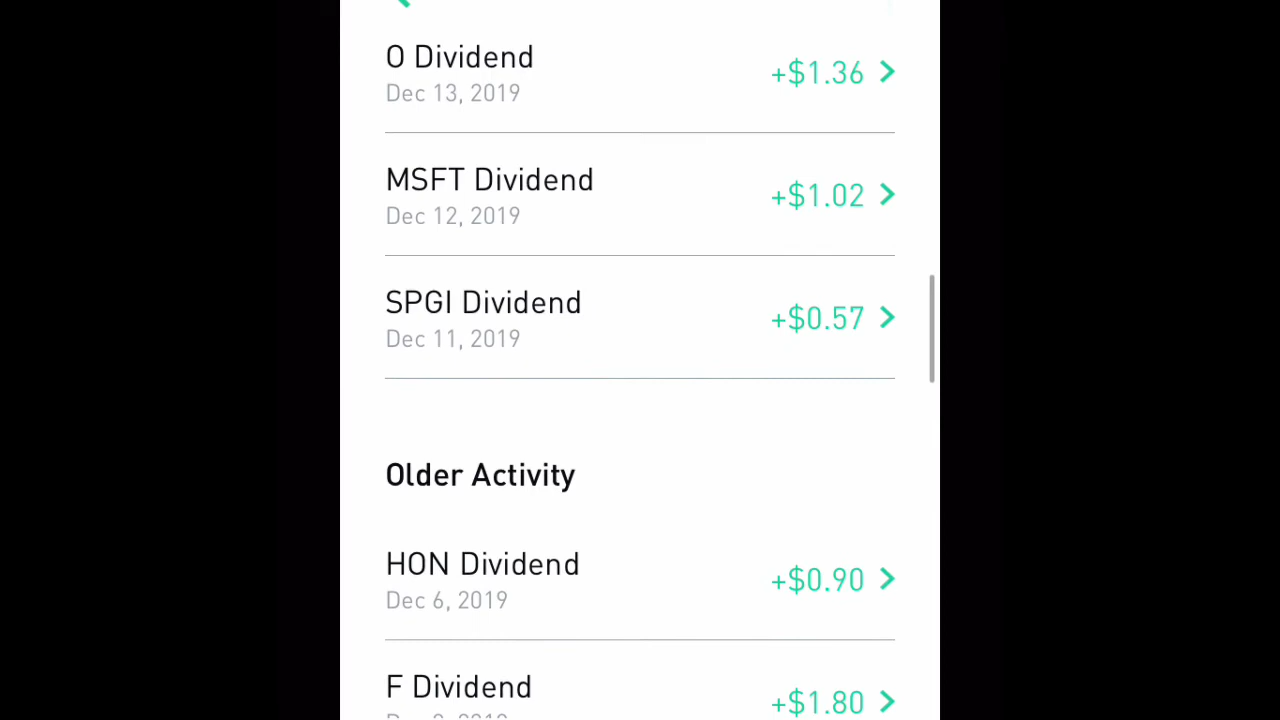 O Dividend
+$1.36
Dec 13, 2019
MSFT Dividend
+$1.02
Dec 12, 2019
SPGI Dividend
+$0.57
Dec 11, 2019
Older Activity
HON Dividend
+$0.90
Dec 6, 2019
F Dividend
+$1.80